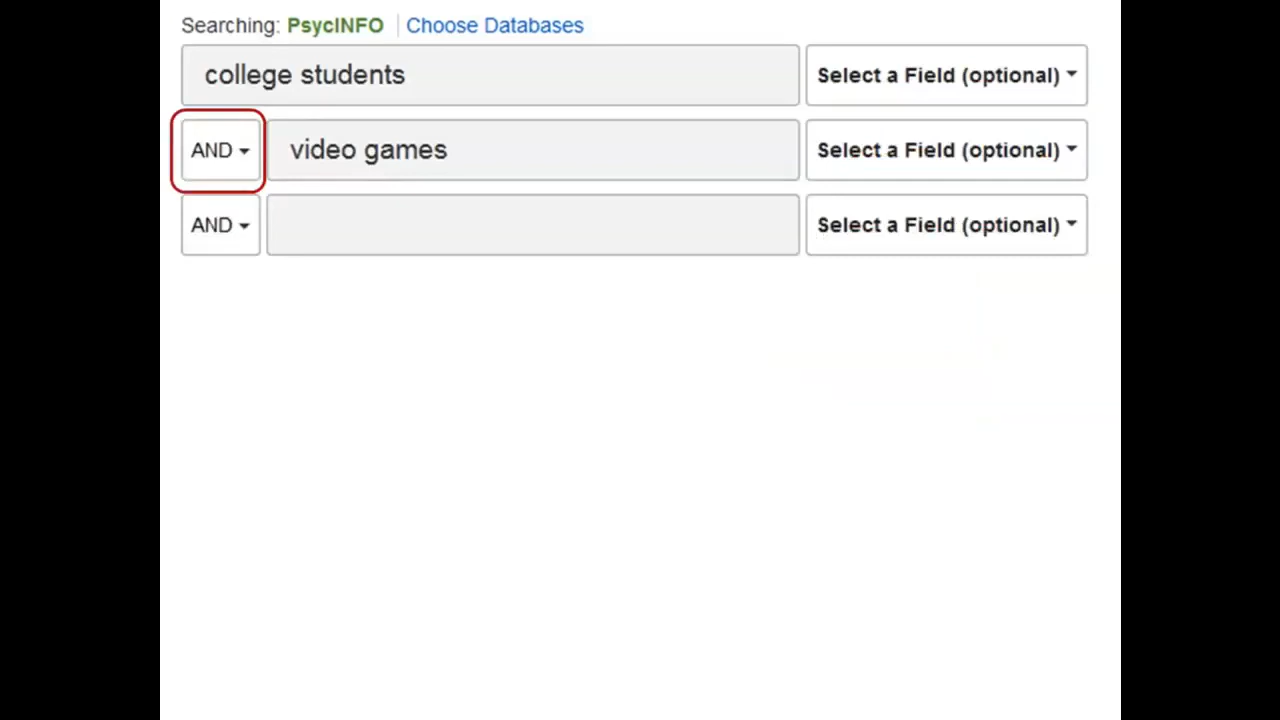 Searching: PsycINFO Choose Databases
college students Select a Field (optional)
AND video games Select a Field (optional)
AND Select a Field (optional)